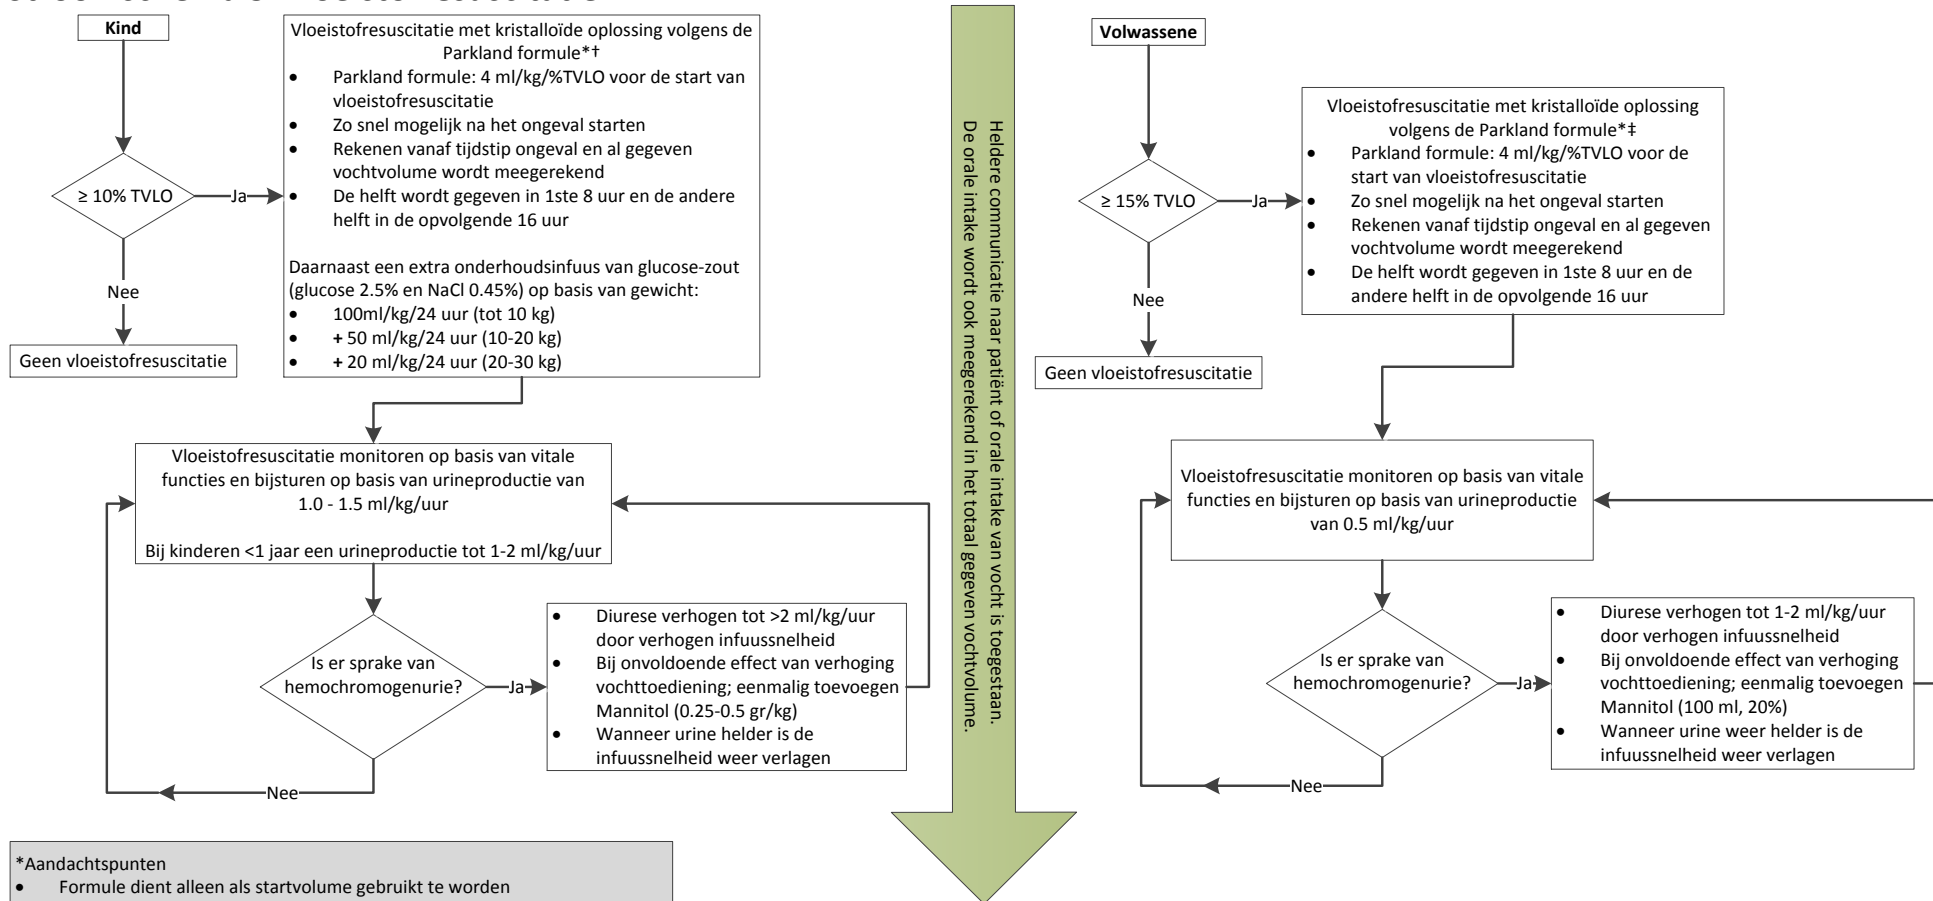 Kind
Vloeistofresuscitatie met kristalloïde oplossing volgens de
Parkland formule*†
• Parkland formule: 4 ml/kg/%TVLO voor de start van
vloeistofresuscitatie
• Zo snel mogelijk na het ongeval starten
• Rekenen vanaf tijdstip ongeval en al gegeven
vochtvolume wordt meegerekend
• De helft wordt gegeven in 1ste 8 uur en de andere
helft in de opvolgende 16 uur
Daarnaast een extra onderhoudsinfuus van glucose-zout
(glucose 2.5% en NaCl 0.45%) op basis van gewicht:
• 100ml/kg/24 uur (tot 10 kg)
• + 50 ml/kg/24 uur (10-20 kg)
• + 20 ml/kg/24 uur (20-30 kg)
≥ 10% TVLO
Ja
Nee
Geen vloeistofresuscitatie
Vloeistofresuscitatie monitoren op basis van vitale
functies en bijsturen op basis van urineproductie van
1.0 - 1.5 ml/kg/uur
Bij kinderen <1 jaar een urineproductie tot 1-2 ml/kg/uur
Is er sprake van
hemochromogenurie?
Ja
• Diurese verhogen tot >2 ml/kg/uur
door verhogen infuussnelheid
• Bij onvoldoende effect van verhoging
vochttoediening; eenmalig toevoegen
Mannitol (0.25-0.5 gr/kg)
• Wanneer urine helder is de
infuussnelheid weer verlagen
Nee
*Aandachtspunten
• Formule dient alleen als startvolume gebruikt te worden
Heldere communicatie naar patiënt of orale intake van vocht is toegestaan.
De orale intake wordt ook meegerekend in het totaal gegeven vochtvolume.
Volwassene
Vloeistofresuscitatie met kristalloïde oplossing
volgens de Parkland formule*‡
• Parkland formule: 4 ml/kg/%TVLO voor de
start van vloeistofresuscitatie
• Zo snel mogelijk na het ongeval starten
• Rekenen vanaf tijdstip ongeval en al gegeven
vochtvolume wordt meegerekend
• De helft wordt gegeven in 1ste 8 uur en de
andere helft in de opvolgende 16 uur
≥ 15% TVLO
Ja
Nee
Geen vloeistofresuscitatie
Vloeistofresuscitatie monitoren op basis van vitale
functies en bijsturen op basis van urineproductie
van 0.5 ml/kg/uur
Is er sprake van
hemochromogenurie?
Ja
• Diurese verhogen tot 1-2 ml/kg/uur
door verhogen infuussnelheid
• Bij onvoldoende effect van verhoging
vochttoediening; eenmalig toevoegen
Mannitol (100 ml, 20%)
• Wanneer urine weer helder is de
infuussnelheid weer verlagen
Nee